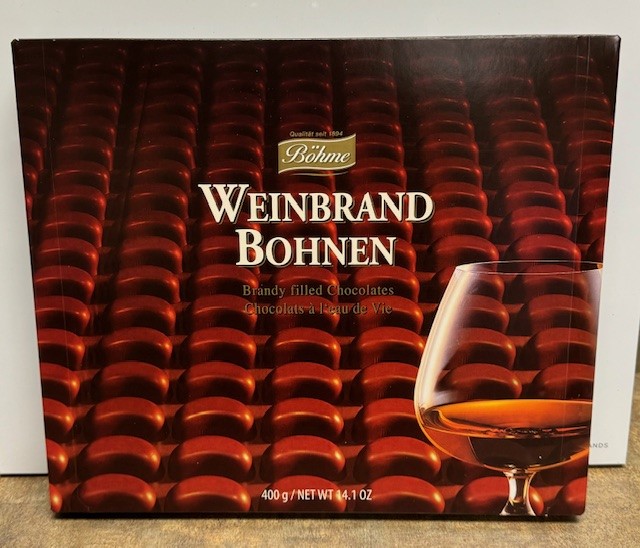 Qualität seit 1894
Böhme
WEINBRAND
BOHNEN
Brandy filled Chocolates
Chocolats à l'eau de Vie
400 g / NET WT 14.1 OZ